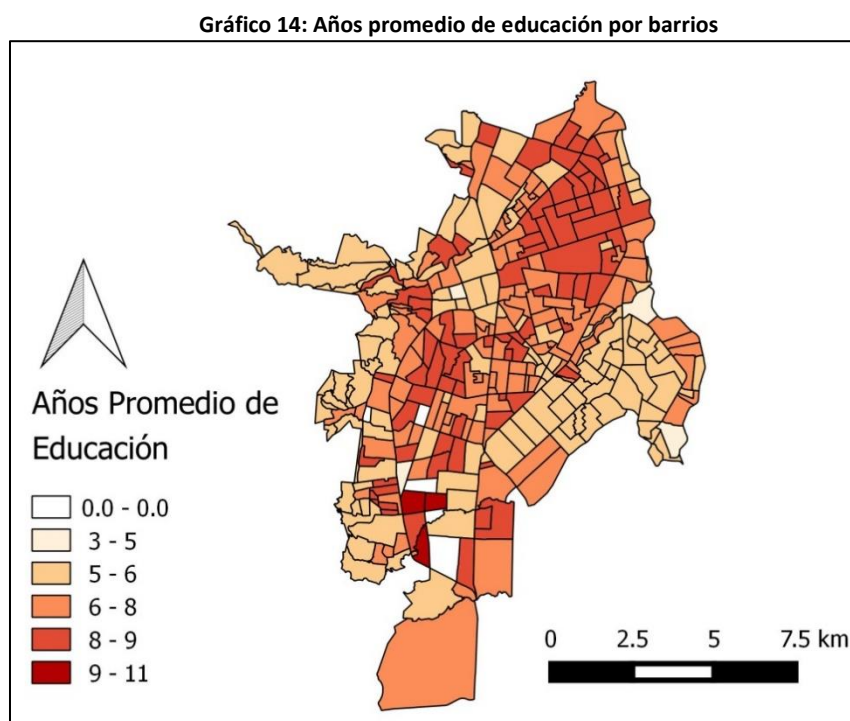 Gráfico 14: Años promedio de educación por barrios
Años Promedio de
Educación
0.0 - 0.0
3 - 5
5 - 6
6 - 8
8 - 9
9 - 11
0 2.5 5 7.5 km